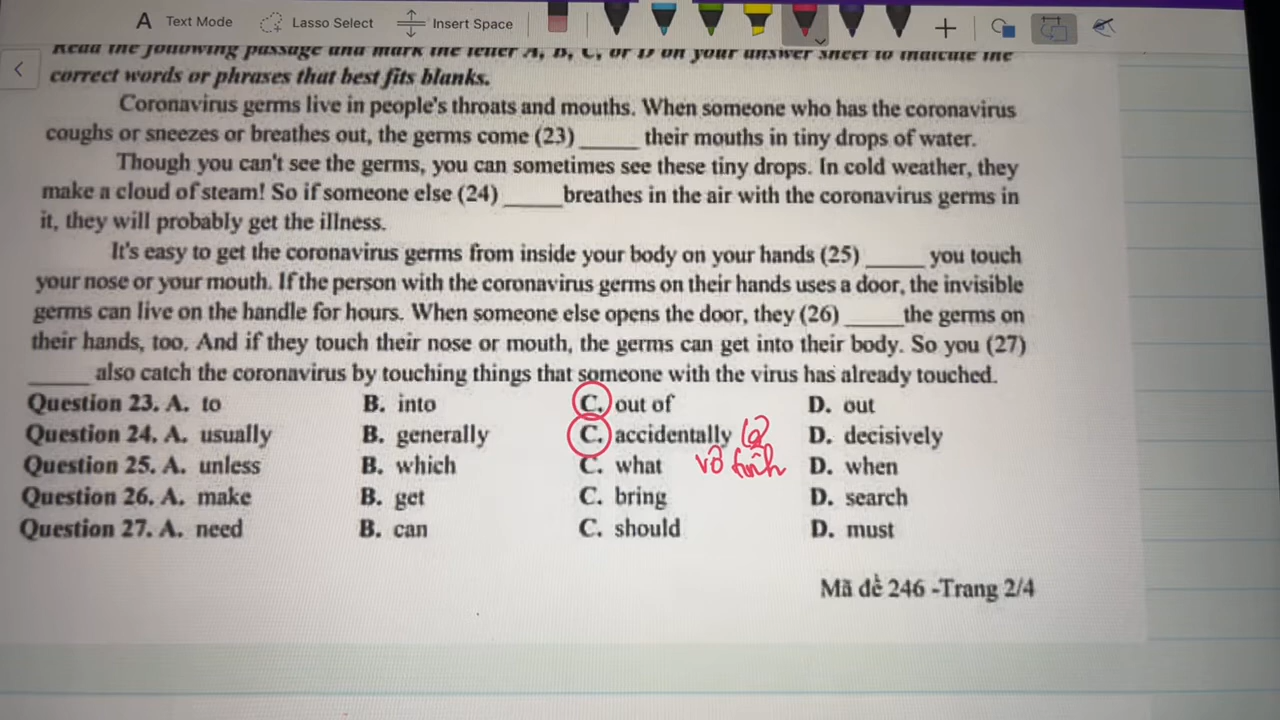 A Text Mode Lasso Select Insert Space
Read the following passage and mark the letter A, B, C, or D on your answer sheet to indicate the
correct words or phrases that best fits blanks.
Coronavirus germs live in people's throats and mouths. When someone who has the coronavirus
coughs or sneezes or breathes out, the germs come (23) _____ their mouths in tiny drops of water.
Though you can't see the germs, you can sometimes see these tiny drops. In cold weather, they
make a cloud of steam! So if someone else (24) _____ breathes in the air with the coronavirus germs in
it, they will probably get the illness.
It's easy to get the coronavirus germs from inside your body on your hands (25) _____ you touch
your nose or your mouth. If the person with the coronavirus germs on their hands uses a door, the invisible
germs can live on the handle for hours. When someone else opens the door, they (26) _____ the germs on
their hands, too. And if they touch their nose or mouth, the germs can get into their body. So you (27)
_____ also catch the coronavirus by touching things that someone with the virus has already touched.
Question 23. A. to B. into C. out of D. out
Question 24. A. usually B. generally C. accidentally là D. decisively
Question 25. A. unless B. which C. what vô tình D. when
Question 26. A. make B. get C. bring D. search
Question 27. A. need B. can C. should D. must
Mã đề 246 -Trang 2/4